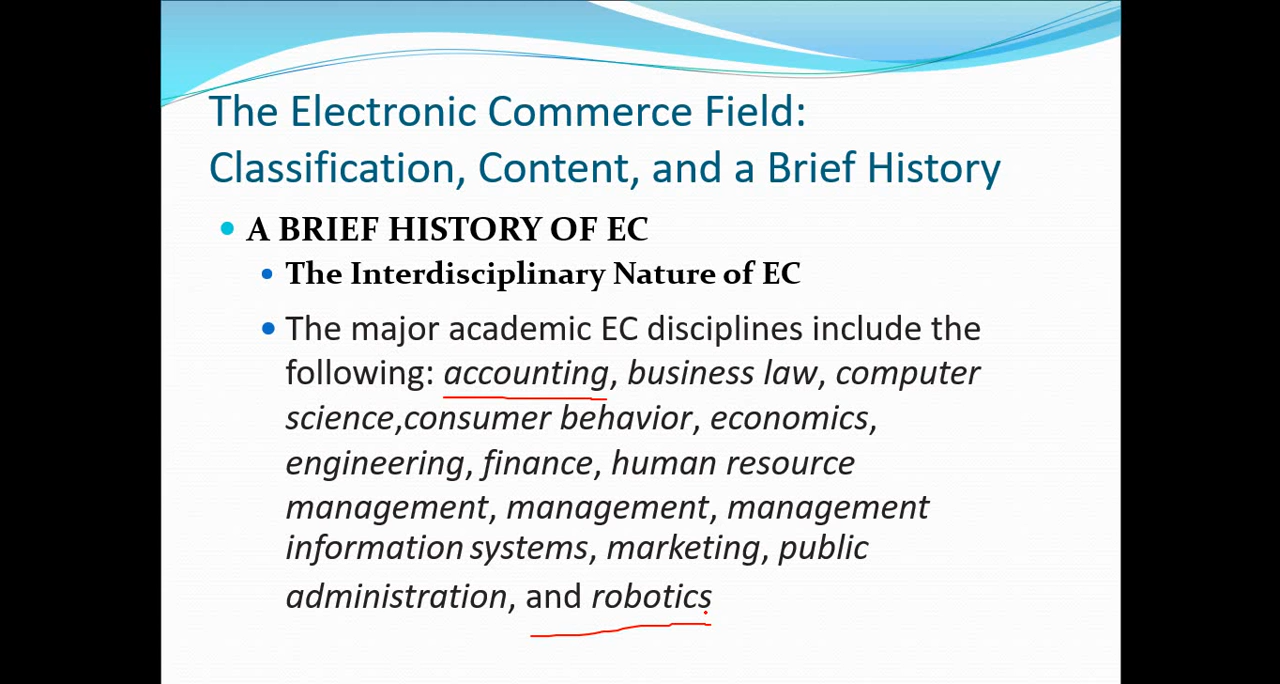 The Electronic Commerce Field:
Classification, Content, and a Brief History
A BRIEF HISTORY OF EC
The Interdisciplinary Nature of EC
The major academic EC disciplines include the
following: accounting, business law, computer
science,consumer behavior, economics,
engineering, finance, human resource
management, management, management
information systems, marketing, public
administration, and robotics